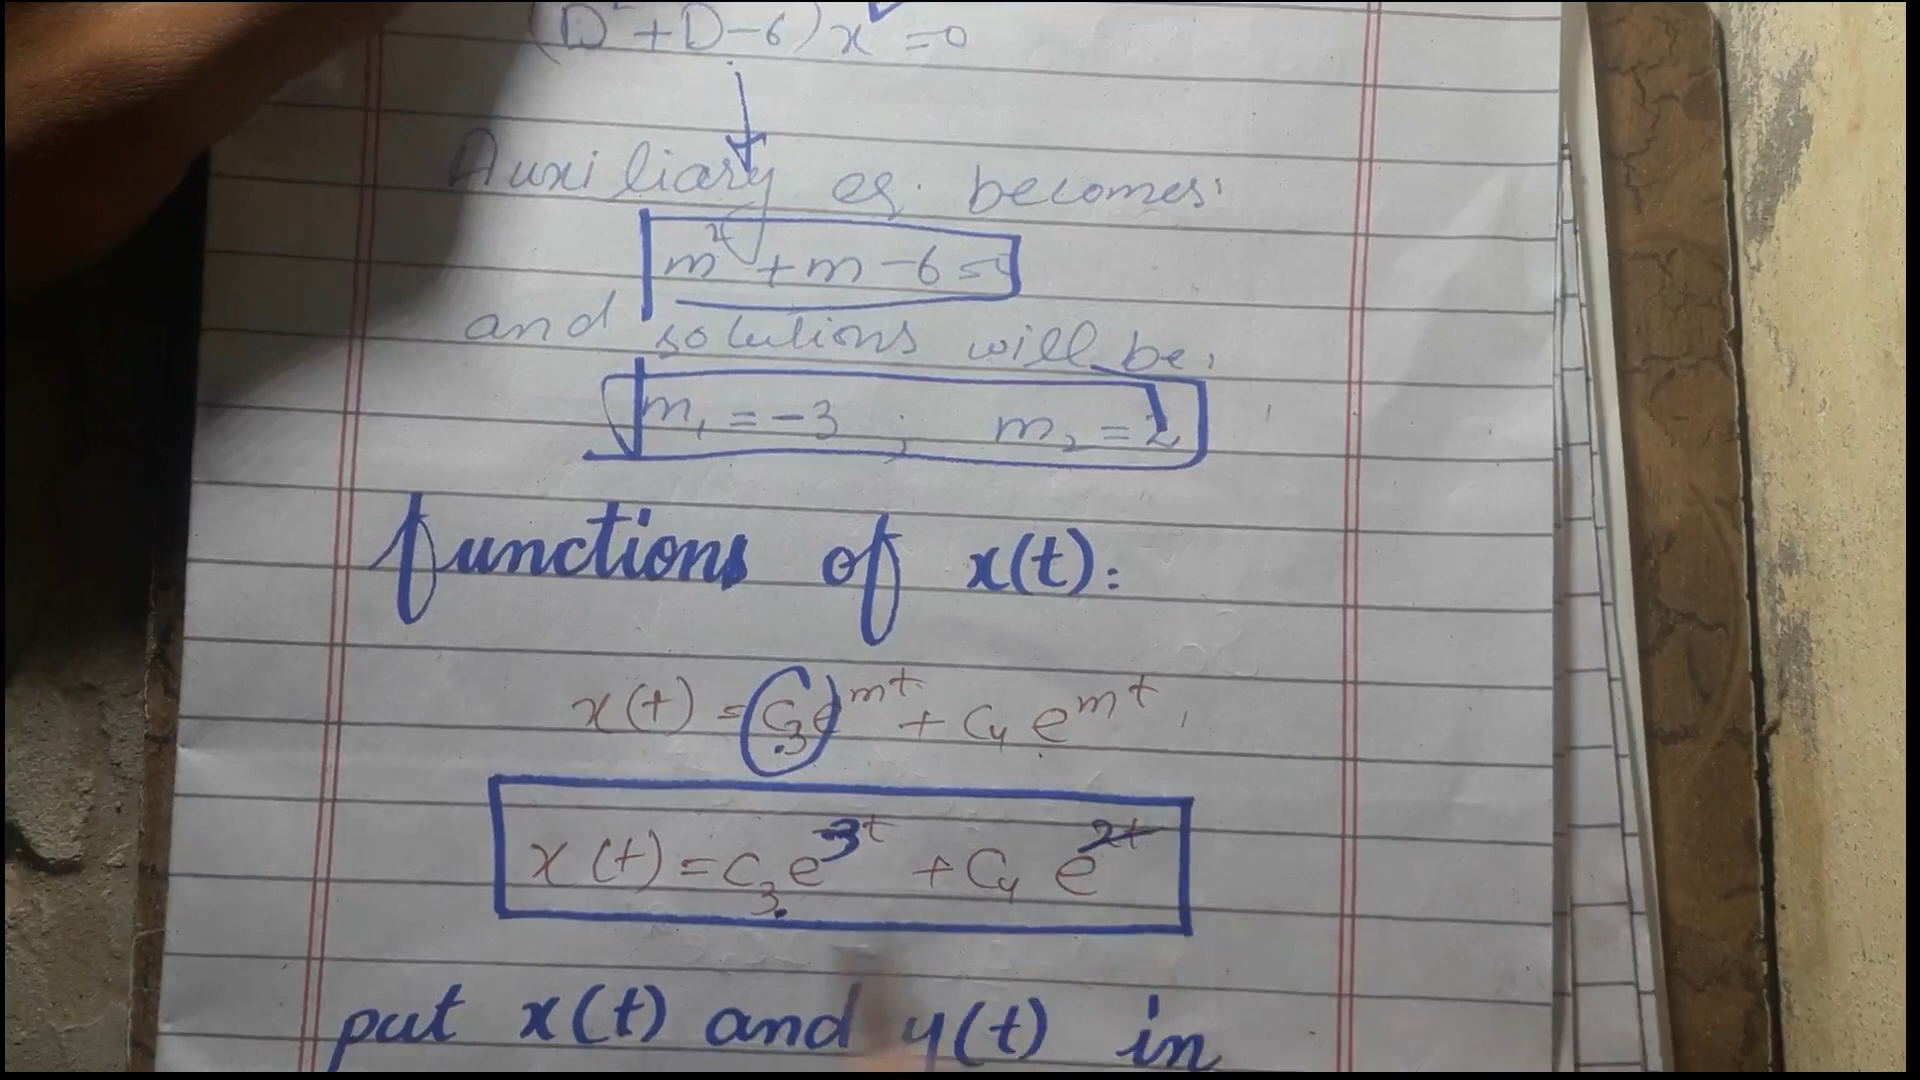 (D²+D-6)x=0
Auxiliary eq. becomes:
m²+m-6=0
and solutions will be,
m₁=-3 ; m₂=2
functions of x(t):
x(t)=C₃e^mt+C₄e^mt,
x(t)=C₃e^-3t+C₄e^2t
put x(t) and y(t) in